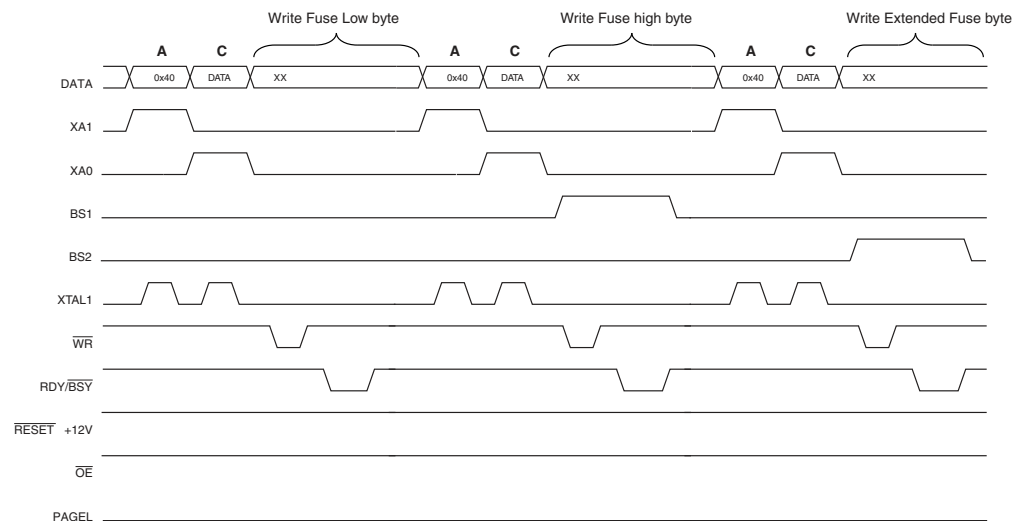 Write Fuse Low byte Write Fuse high byte Write Extended Fuse byte
A C A C A C
DATA 0x40 DATA XX 0x40 DATA XX 0x40 DATA XX
XA1
XA0
BS1
BS2
XTAL1
WR
RDY/BSY
RESET +12V
OE
PAGEL